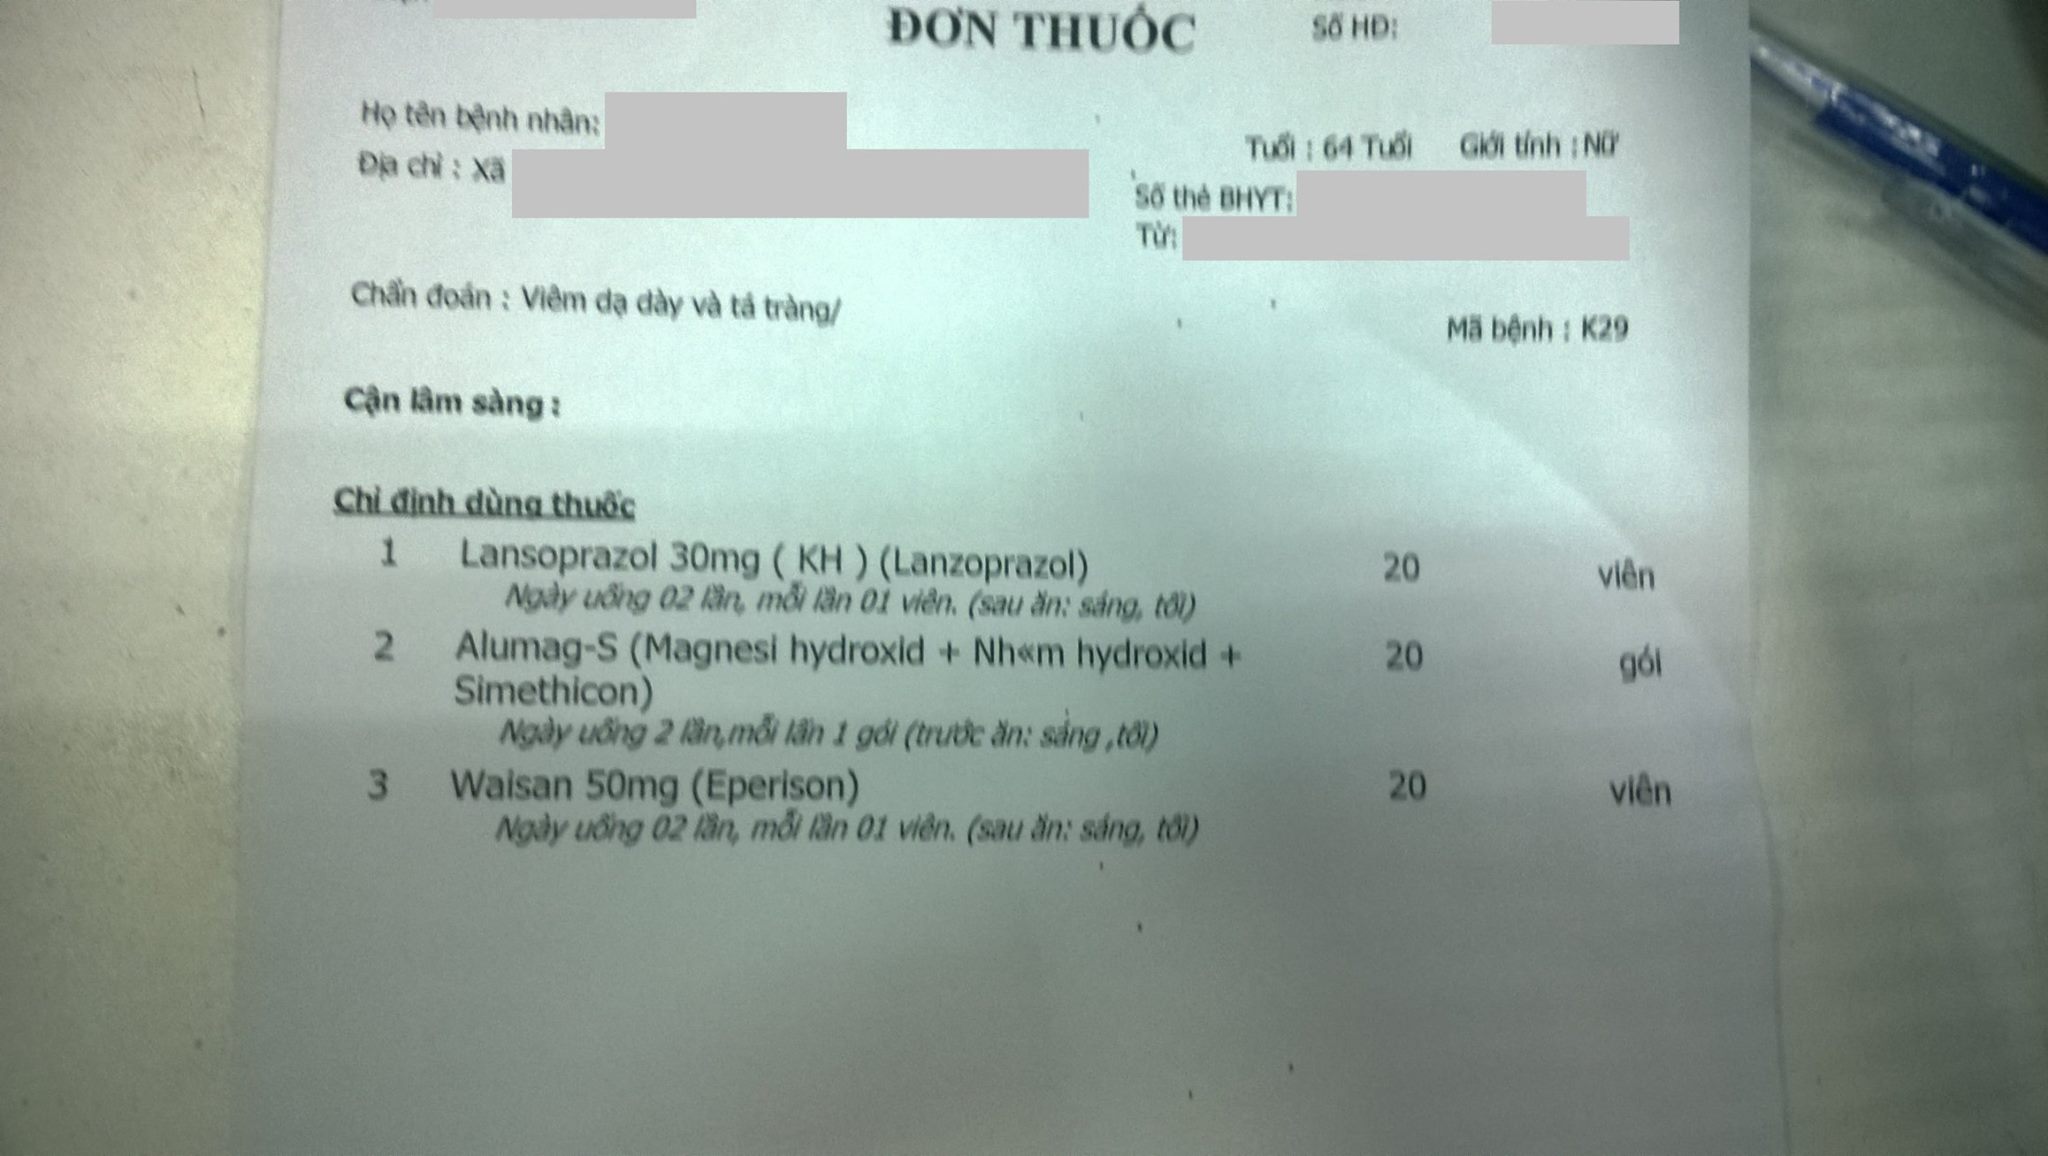 ĐƠN THUỐC
Số HĐ:
Họ tên bệnh nhân:
Tuổi : 64 Tuổi Giới tính : Nữ
Địa chỉ : Xã
Số thẻ BHYT:
Từ:
Chẩn đoán : Viêm dạ dày và tá tràng/
Mã bệnh : K29
Cận lâm sàng :
Chỉ định dùng thuốc
1 Lansoprazol 30mg ( KH ) (Lanzoprazol) 20 viên
Ngày uống 02 lần, mỗi lần 01 viên. (sau ăn: sáng, tối)
2 Alumag-S (Magnesi hydroxid + Nh«m hydroxid + 20 gói
Simethicon)
Ngày uống 2 lần,mỗi lần 1 gói (trước ăn: sáng ,tối)
3 Waisan 50mg (Eperison) 20 viên
Ngày uống 02 lần, mỗi lần 01 viên. (sau ăn: sáng, tối)